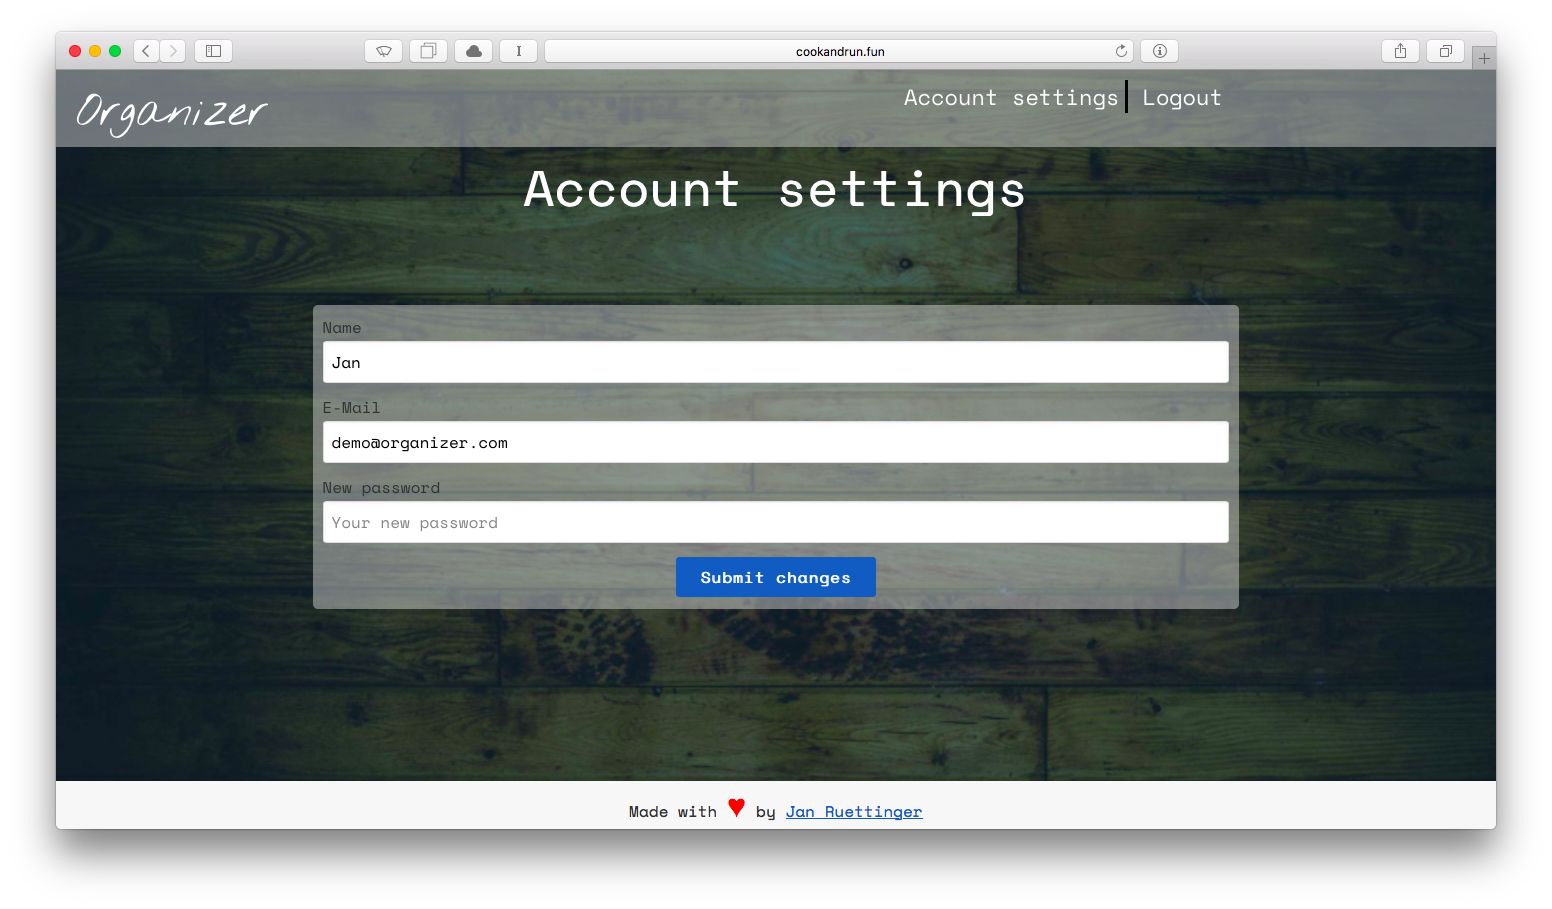 cookandrun.fun
Organizer
Account settings Logout
Account settings
Name
Jan
E-Mail
demo@organizer.com
New password
Your new password
Submit changes
Made with ♥ by Jan Ruettinger